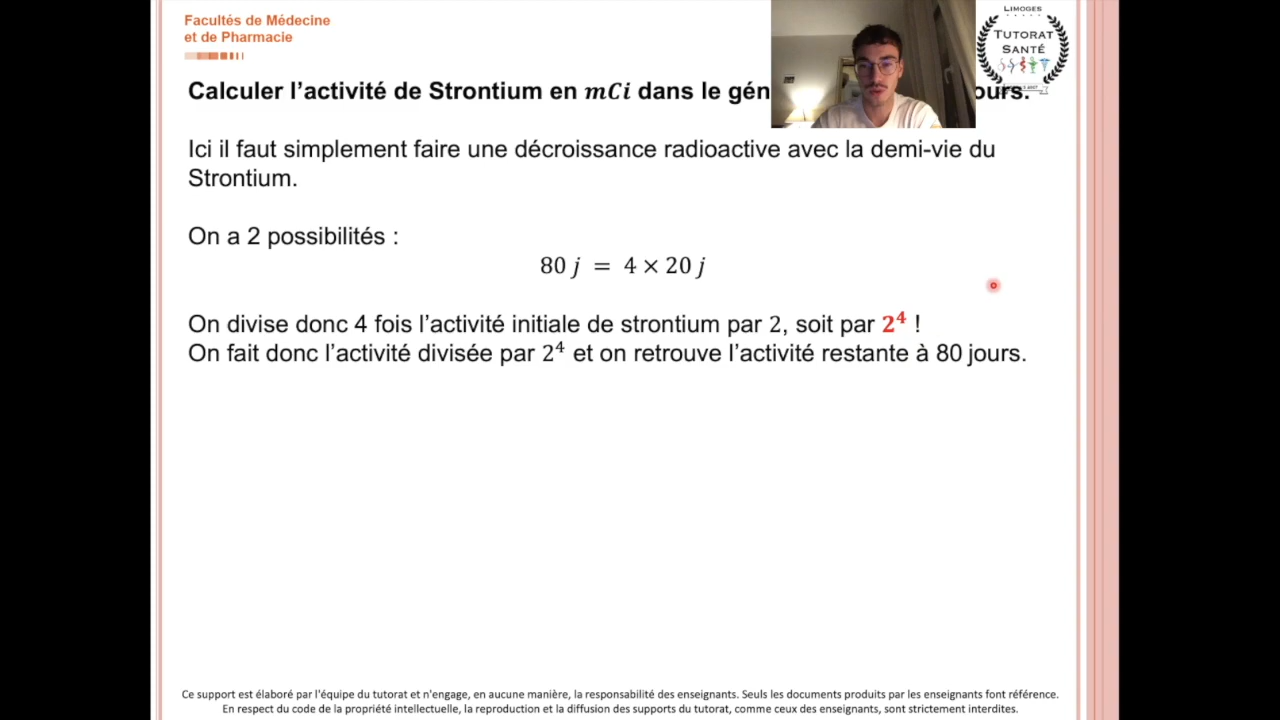 Facultés de Médecine
et de Pharmacie
LIMOGES
TUTORAT
SANTÉ
Calculer l’activité de Strontium en mCi dans le gén ours.
Ici il faut simplement faire une décroissance radioactive avec la demi-vie du
Strontium.
On a 2 possibilités :
80 j = 4 × 20 j
On divise donc 4 fois l’activité initiale de strontium par 2, soit par 2⁴ !
On fait donc l’activité divisée par 2⁴ et on retrouve l’activité restante à 80 jours.
Ce support est élaboré par l'équipe du tutorat et n'engage, en aucune manière, la responsabilité des enseignants. Seuls les documents produits par les enseignants font référence.
En respect du code de la propriété intellectuelle, la reproduction et la diffusion des supports du tutorat, comme ceux des enseignants, sont strictement interdites.